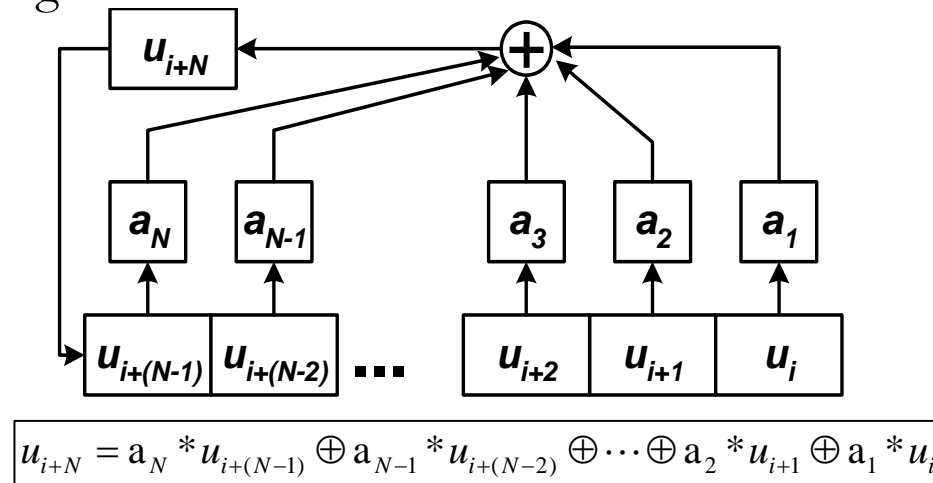 g
u_{i+N}
+
a_N a_{N-1} a_3 a_2 a_1
u_{i+(N-1)} u_{i+(N-2)} ... u_{i+2} u_{i+1} u_i
u_{i+N} = a_N * u_{i+(N-1)} ⊕ a_{N-1} * u_{i+(N-2)} ⊕ ⋯ ⊕ a_2 * u_{i+1} ⊕ a_1 * u_i